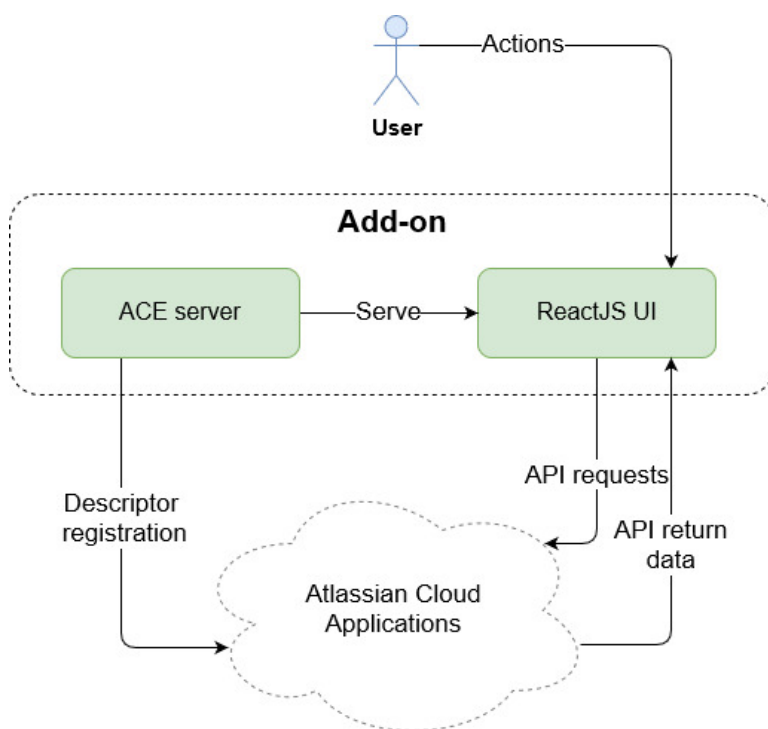 Actions
User
Add-on
ACE server
Serve
ReactJS UI
API requests
Descriptor
registration
API return
data
Atlassian Cloud
Applications